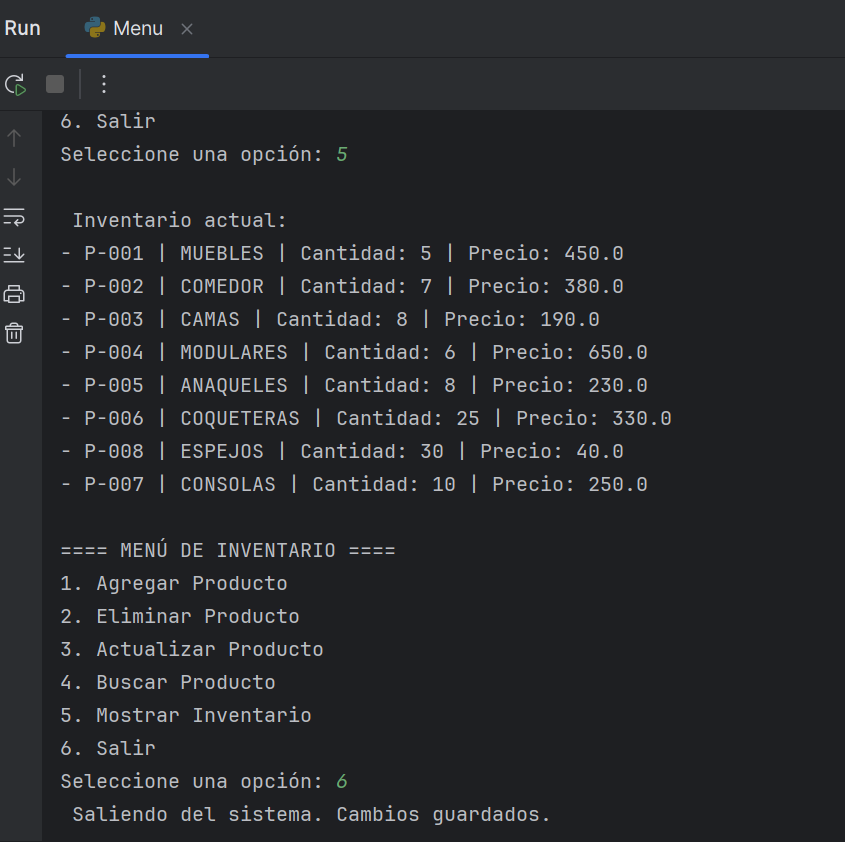 Run Menu
6. Salir
Seleccione una opción: 5
Inventario actual:
- P-001 | MUEBLES | Cantidad: 5 | Precio: 450.0
- P-002 | COMEDOR | Cantidad: 7 | Precio: 380.0
- P-003 | CAMAS | Cantidad: 8 | Precio: 190.0
- P-004 | MODULARES | Cantidad: 6 | Precio: 650.0
- P-005 | ANAQUELES | Cantidad: 8 | Precio: 230.0
- P-006 | COQUETERAS | Cantidad: 25 | Precio: 330.0
- P-008 | ESPEJOS | Cantidad: 30 | Precio: 40.0
- P-007 | CONSOLAS | Cantidad: 10 | Precio: 250.0
==== MENÚ DE INVENTARIO ====
1. Agregar Producto
2. Eliminar Producto
3. Actualizar Producto
4. Buscar Producto
5. Mostrar Inventario
6. Salir
Seleccione una opción: 6
Saliendo del sistema. Cambios guardados.